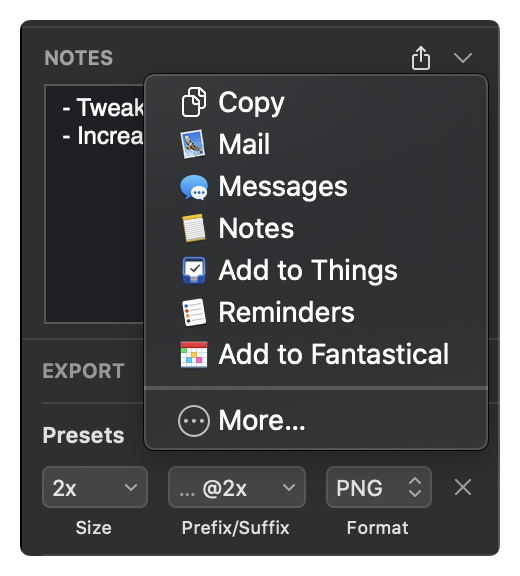 NOTES
- Tweak
- Increa
Copy
Mail
Messages
Notes
Add to Things
Reminders
Add to Fantastical
More...
EXPORT
Presets
2x
... @2x
PNG
Size
Prefix/Suffix
Format